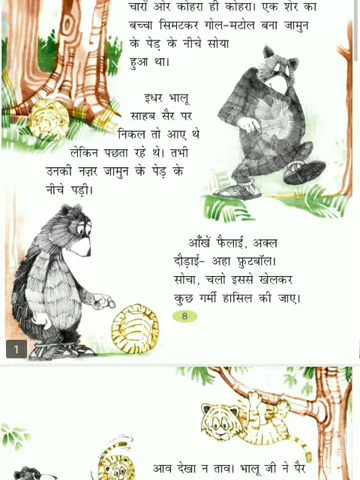 चारों ओर कोहरा ही कोहरा। एक शेर का
बच्चा सिमटकर गोल-मटोल बना जामुन
के पेड़ के नीचे सोया
हुआ था।
इधर भालू
साहब सैर पर
निकल तो आए थे
लेकिन पछता रहे थे। तभी
उनकी नज़र जामुन के पेड़ के
नीचे पड़ी।
आँखें फैलाईं, अक्ल
दौड़ाई- अहा फ़ुटबॉल।
सोचा, चलो इससे खेलकर
कुछ गर्मी हासिल की जाए।
8
1
आव देखा न ताव। भालू जी ने पैर